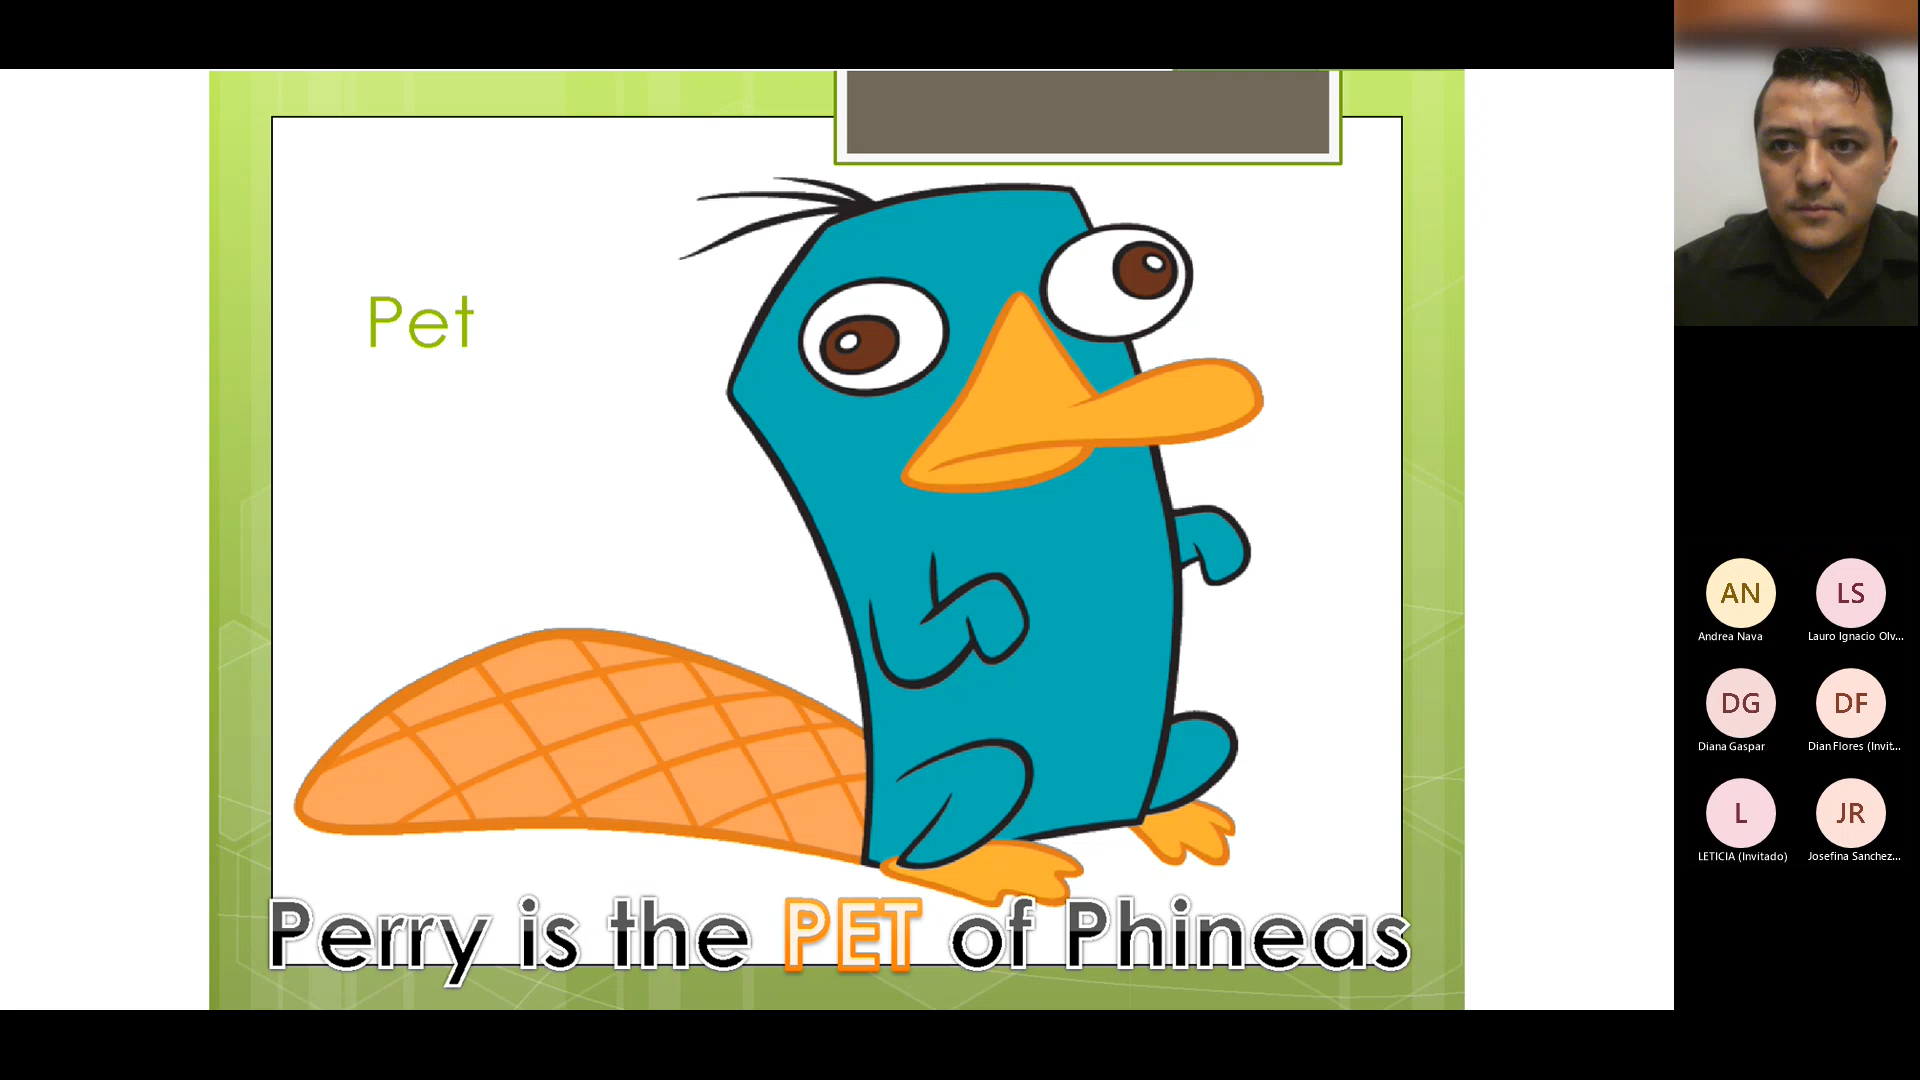 Pet
Perry is the PET of Phineas
AN
LS
Andrea Nava
Lauro Ignacio Olv...
DG
DF
Diana Gaspar
Dian Flores (Invit...
L
JR
LETICIA (Invitado)
Josefina Sanchez...